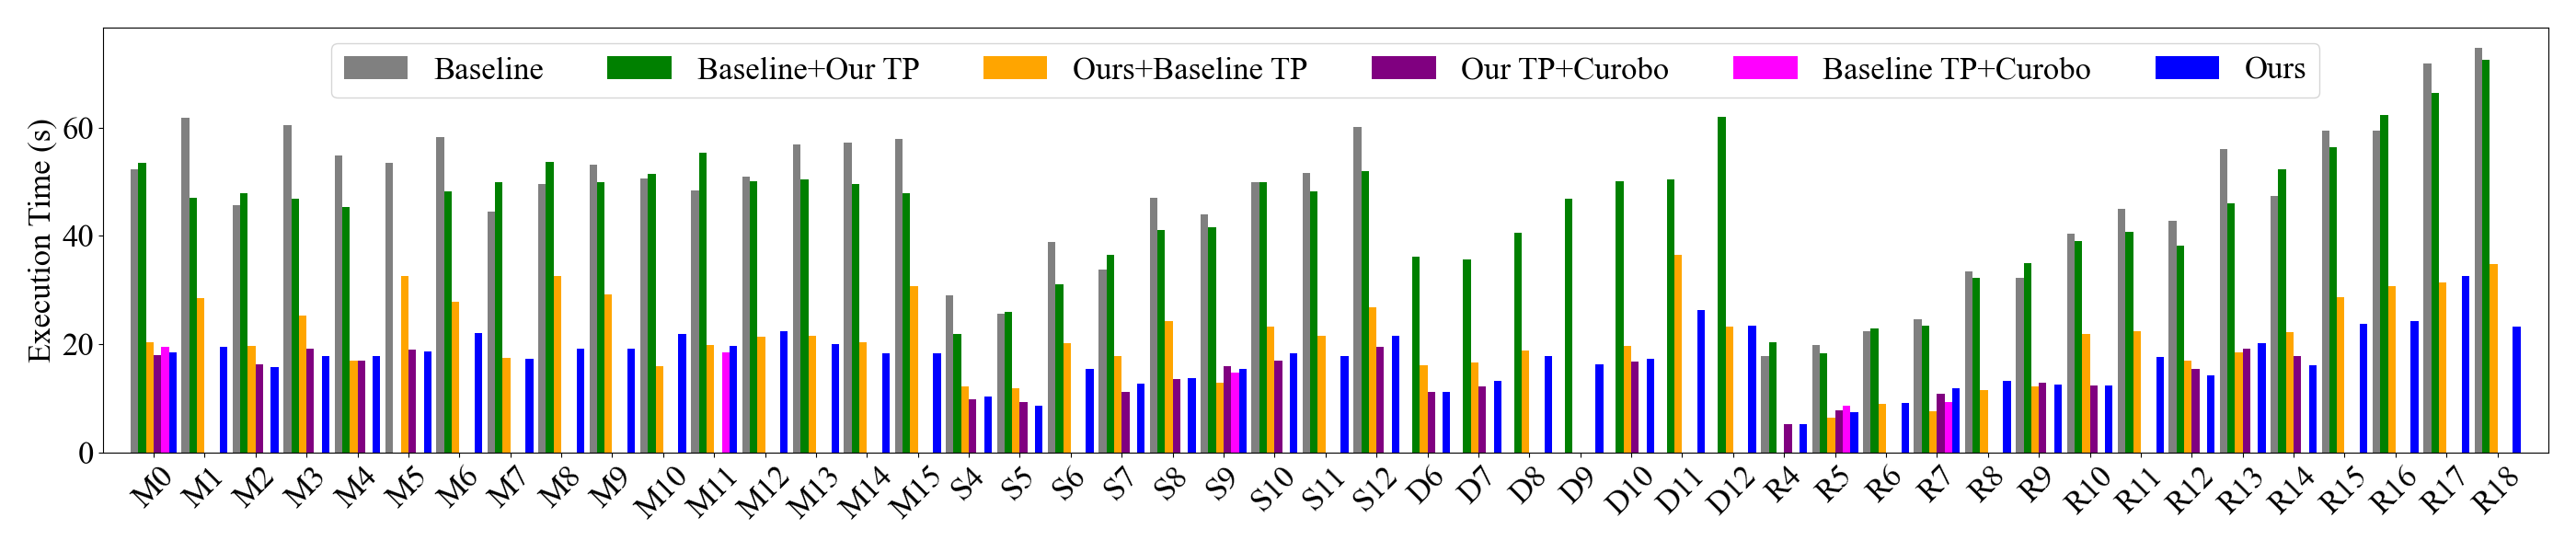 Baseline Baseline+Our TP Ours+Baseline TP Our TP+Curobo Baseline TP+Curobo Ours
Execution Time (s)
60
40
20
0
M0 M1 M2 M3 M4 M5 M6 M7 M8 M9 M10 M11 M12 M13 M14 M15 S4 S5 S6 S7 S8 S9 S10 S11 S12 D6 D7 D8 D9 D10 D11 D12 R4 R5 R6 R7 R8 R9 R10 R11 R12 R13 R14 R15 R16 R17 R18